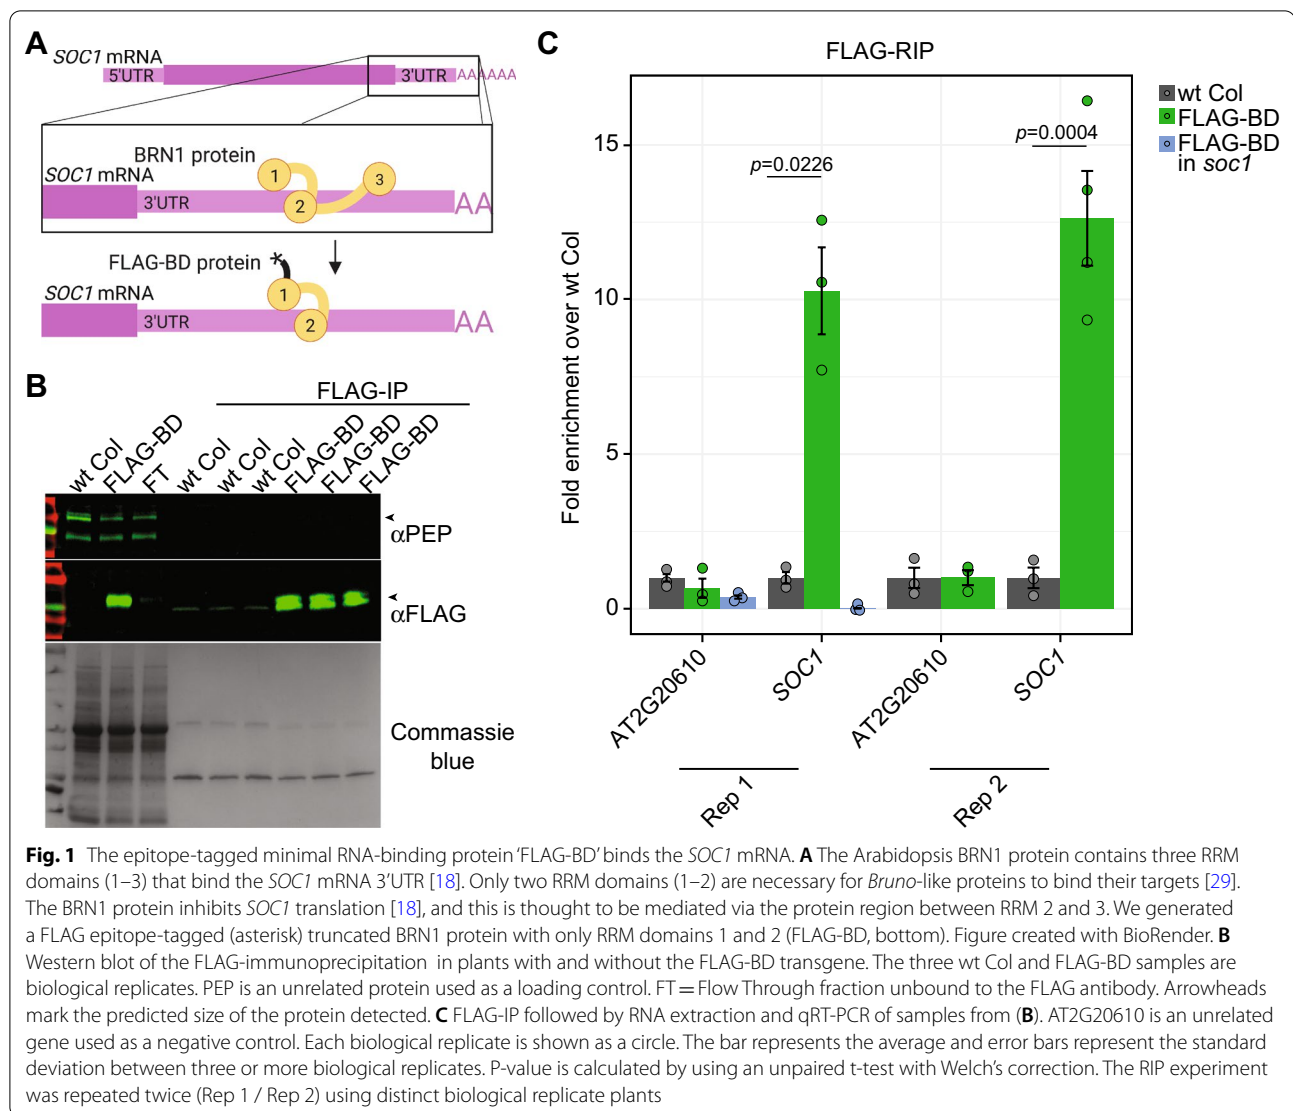 A
SOC1 mRNA
5'UTR
3'UTR
AAAAAA
BRN1 protein
1
3
SOC1 mRNA
3'UTR
2
AA
FLAG-BD protein *
SOC1 mRNA
1
3'UTR
2
AA
B
FLAG-IP
wt Col
FLAG-BD
FT
wt Col
wt Col
wt Col
FLAG-BD
FLAG-BD
FLAG-BD
αPEP
αFLAG
Commassie
blue
C
FLAG-RIP
wt Col
FLAG-BD
FLAG-BD
in soc1
Fold enrichment over wt Col
15
10
5
0
p=0.0226
p=0.0004
AT2G20610
SOC1
AT2G20610
SOC1
Rep 1
Rep 2
Fig. 1 The epitope-tagged minimal RNA-binding protein 'FLAG-BD' binds the SOC1 mRNA. A The Arabidopsis BRN1 protein contains three RRM
domains (1–3) that bind the SOC1 mRNA 3'UTR [18]. Only two RRM domains (1–2) are necessary for Bruno-like proteins to bind their targets [29].
The BRN1 protein inhibits SOC1 translation [18], and this is thought to be mediated via the protein region between RRM 2 and 3. We generated
a FLAG epitope-tagged (asterisk) truncated BRN1 protein with only RRM domains 1 and 2 (FLAG-BD, bottom). Figure created with BioRender. B
Western blot of the FLAG-immunoprecipitation in plants with and without the FLAG-BD transgene. The three wt Col and FLAG-BD samples are
biological replicates. PEP is an unrelated protein used as a loading control. FT = Flow Through fraction unbound to the FLAG antibody. Arrowheads
mark the predicted size of the protein detected. C FLAG-IP followed by RNA extraction and qRT-PCR of samples from (B). AT2G20610 is an unrelated
gene used as a negative control. Each biological replicate is shown as a circle. The bar represents the average and error bars represent the standard
deviation between three or more biological replicates. P-value is calculated by using an unpaired t-test with Welch's correction. The RIP experiment
was repeated twice (Rep 1 / Rep 2) using distinct biological replicate plants